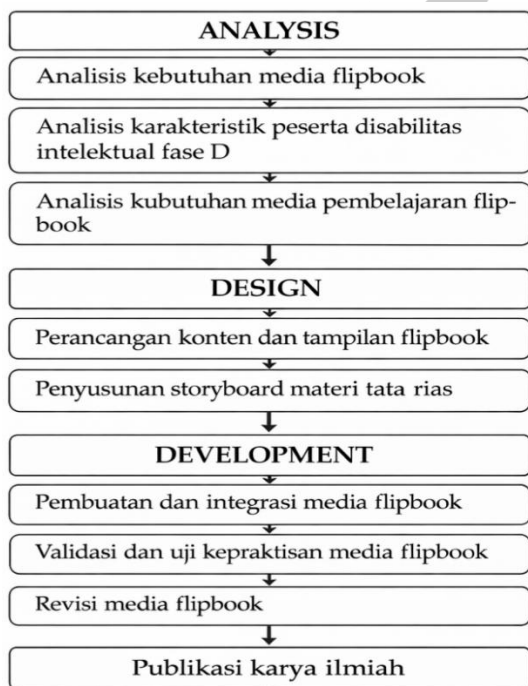 ANALYSIS
Analisis kebutuhan media flipbook
Analisis karakteristik peserta disabilitas
intelektual fase D
Analisis kubutuhan media pembelajaran flip-
book
DESIGN
Perancangan konten dan tampilan flipbook
Penyusunan storyboard materi tata rias
DEVELOPMENT
Pembuatan dan integrasi media flipbook
Validasi dan uji kepraktisan media flipbook
Revisi media flipbook
Publikasi karya ilmiah